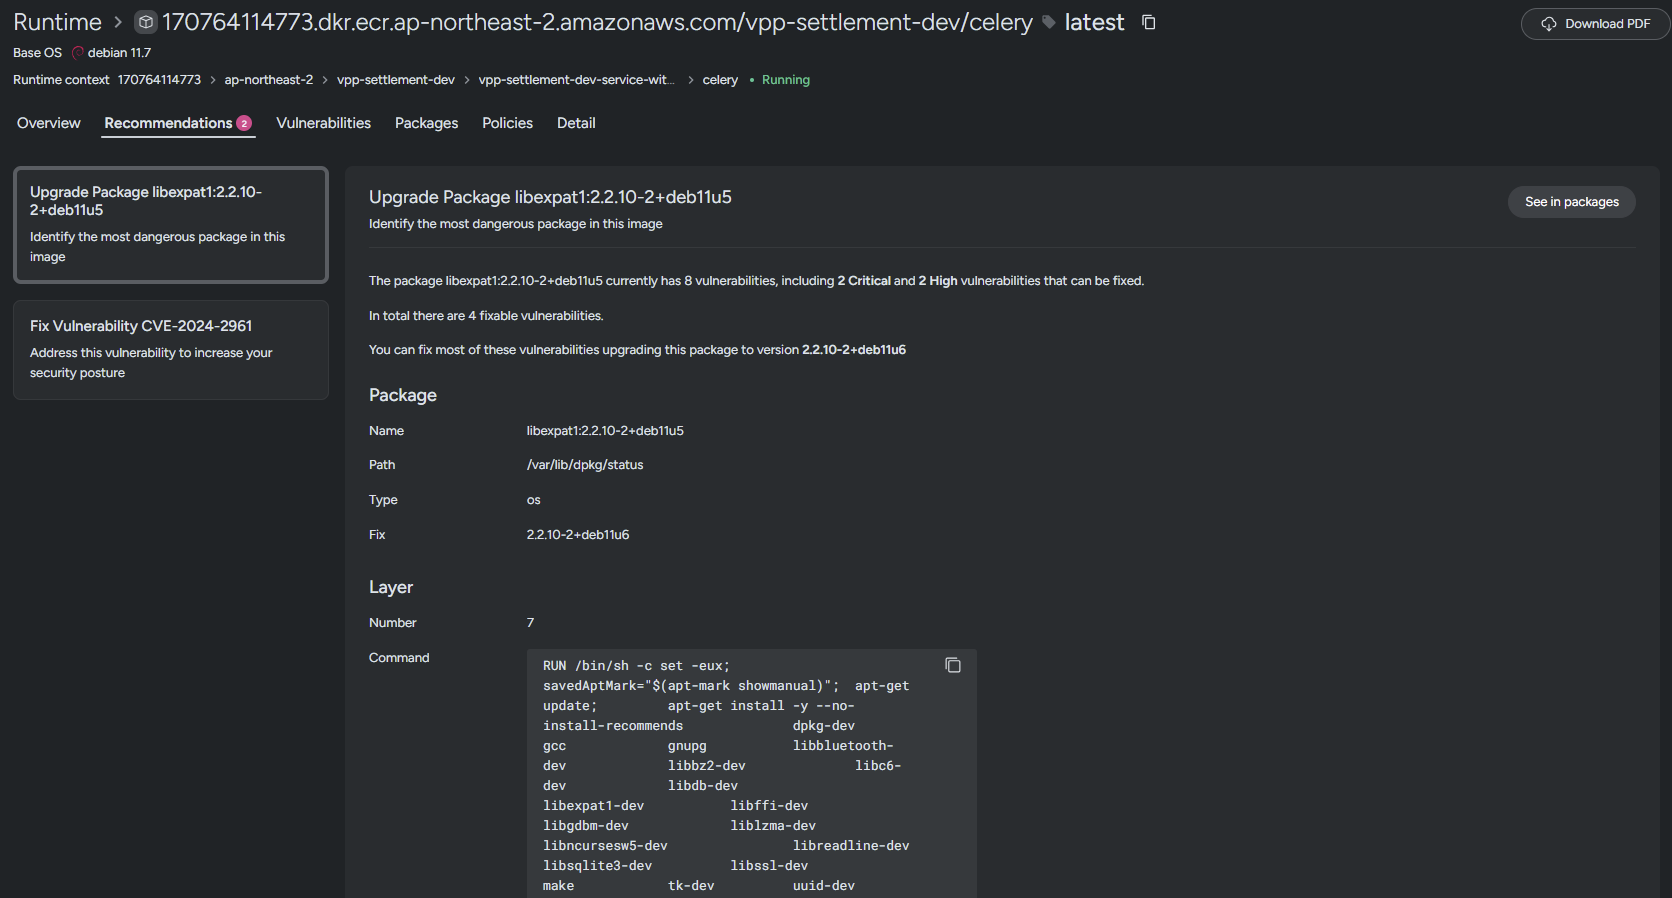 Runtime > 170764114773.dkr.ecr.ap-northeast-2.amazonaws.com/vpp-settlement-dev/celery latest
Download PDF
Base OS debian 11.7
Runtime context 170764114773 > ap-northeast-2 > vpp-settlement-dev > vpp-settlement-dev-service-wit... > celery • Running
Overview Recommendations 2 Vulnerabilities Packages Policies Detail
Upgrade Package libexpat1:2.2.10-
2+deb11u5
Identify the most dangerous package in this
image
Fix Vulnerability CVE-2024-2961
Address this vulnerability to increase your
security posture
Upgrade Package libexpat1:2.2.10-2+deb11u5
See in packages
Identify the most dangerous package in this image
The package libexpat1:2.2.10-2+deb11u5 currently has 8 vulnerabilities, including 2 Critical and 2 High vulnerabilities that can be fixed.
In total there are 4 fixable vulnerabilities.
You can fix most of these vulnerabilities upgrading this package to version 2.2.10-2+deb11u6
Package
Name libexpat1:2.2.10-2+deb11u5
Path /var/lib/dpkg/status
Type os
Fix 2.2.10-2+deb11u6
Layer
Number 7
Command
RUN /bin/sh -c set -eux;
savedAptMark="$(apt-mark showmanual)"; apt-get
update; apt-get install -y --no-
install-recommends dpkg-dev
gcc gnupg libbluetooth-
dev libbz2-dev libc6-
dev libdb-dev
libexpat1-dev libffi-dev
libgdbm-dev liblzma-dev
libncursesw5-dev libreadline-dev
libsqlite3-dev libssl-dev
make tk-dev uuid-dev